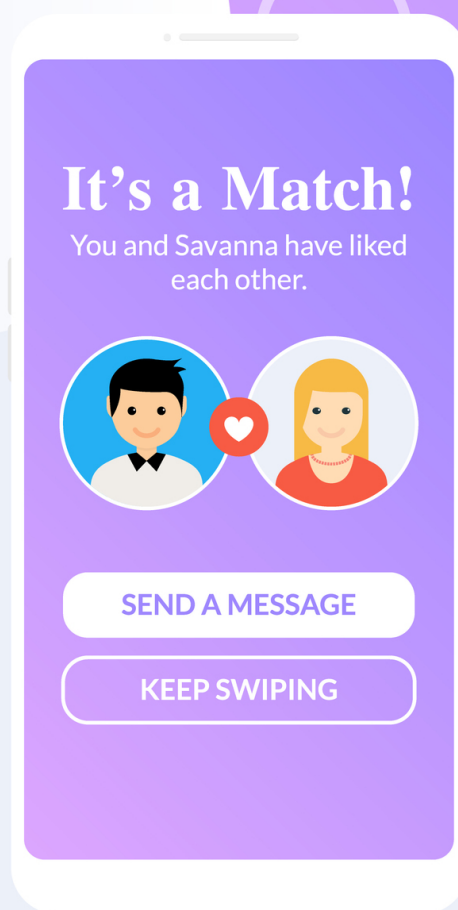 It’s a Match!
You and Savanna have liked
each other.
SEND A MESSAGE
KEEP SWIPING